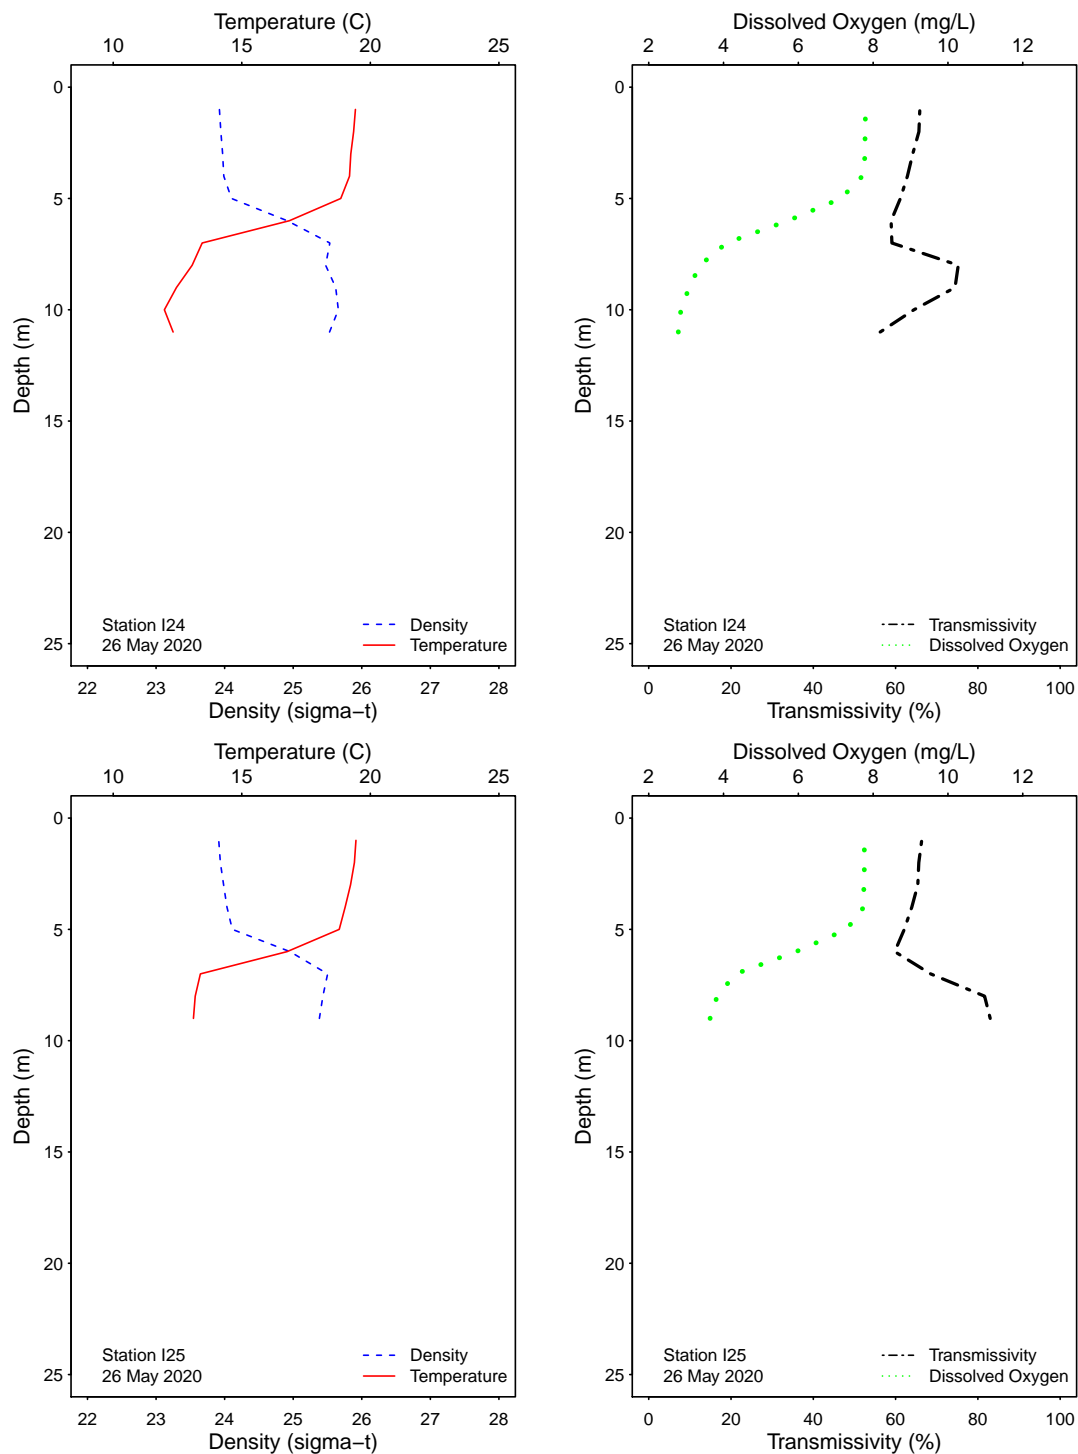 Temperature (C)
10 15 20 25
0
5
10
15
20
25
Depth (m)
Station I24
26 May 2020
Density
Temperature
22 23 24 25 26 27 28
Density (sigma−t)
Dissolved Oxygen (mg/L)
2 4 6 8 10 12
0
5
10
15
20
25
Depth (m)
Station I24
26 May 2020
Transmissivity
Dissolved Oxygen
0 20 40 60 80 100
Transmissivity (%)
Temperature (C)
10 15 20 25
0
5
10
15
20
25
Depth (m)
Station I25
26 May 2020
Density
Temperature
22 23 24 25 26 27 28
Density (sigma−t)
Dissolved Oxygen (mg/L)
2 4 6 8 10 12
0
5
10
15
20
25
Depth (m)
Station I25
26 May 2020
Transmissivity
Dissolved Oxygen
0 20 40 60 80 100
Transmissivity (%)